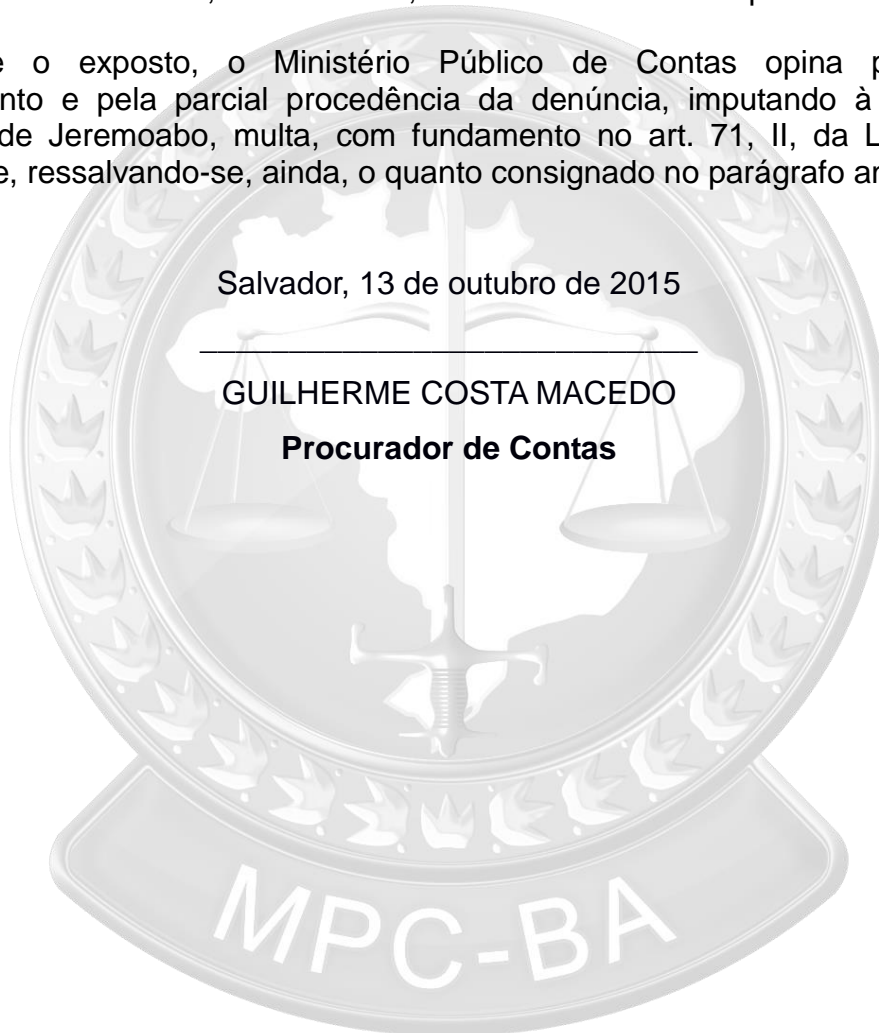 e o exposto, o Ministério Público de Contas opina p
nto e pela parcial procedência da denúncia, imputando à
de Jeremoabo, multa, com fundamento no art. 71, II, da L
e, ressalvando-se, ainda, o quanto consignado no parágrafo
Salvador, 13 de outubro de 2015
GUILHERME COSTA MACEDO
Procurador de Contas
MPC-BA